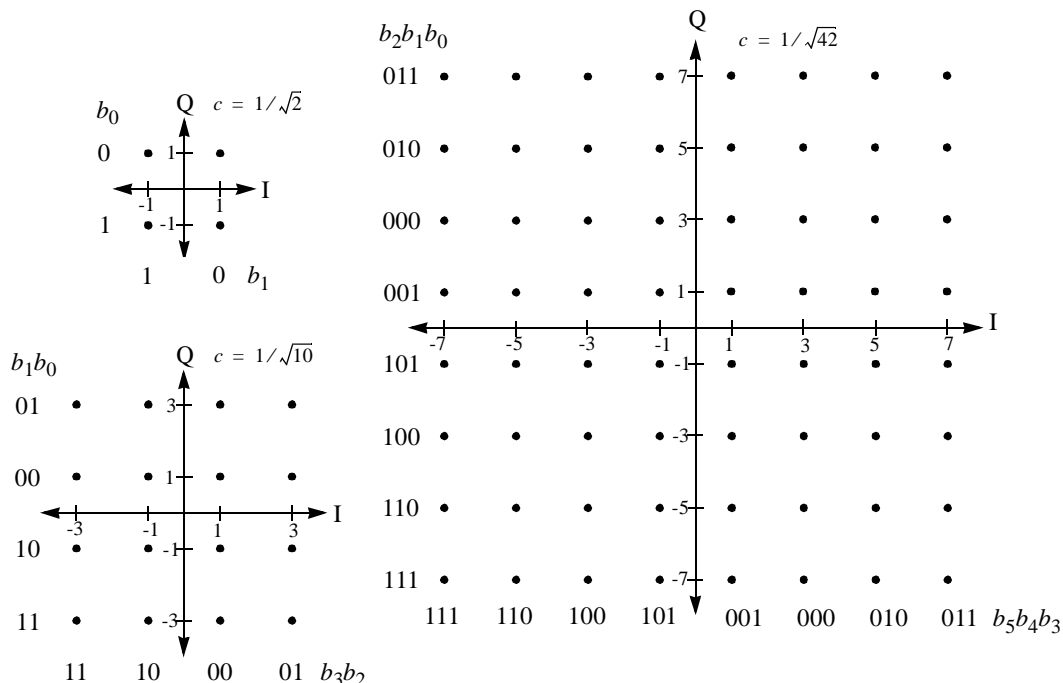 b0
Q c = 1/√2
0
1
I
-1 1
1
-1
1 0 b1
b1b0
Q c = 1/√10
01
3
00
1
I
-3 -1 1 3
10
-1
11
-3
11 10 00 01 b3b2
b2b1b0
Q
c = 1/√42
011
7
010
5
000
3
001
1
I
-7 -5 -3 -1 1 3 5 7
101
-1
100
-3
110
-5
111
-7
111 110 100 101 001 000 010 011 b5b4b3